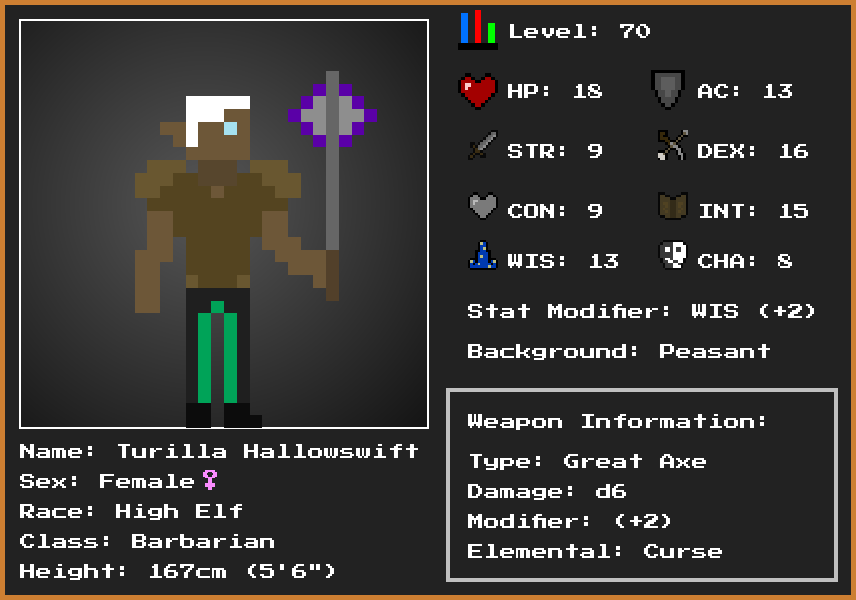 Level: 70
HP: 18
AC: 13
STR: 9
DEX: 16
CON: 9
INT: 15
WIS: 13
CHA: 8
Stat Modifier: WIS (+2)
Background: Peasant
Weapon Information:
Type: Great Axe
Damage: d6
Modifier: (+2)
Elemental: Curse
Name: Turilla Hallowswift
Sex: Female♀
Race: High Elf
Class: Barbarian
Height: 167cm (5'6")